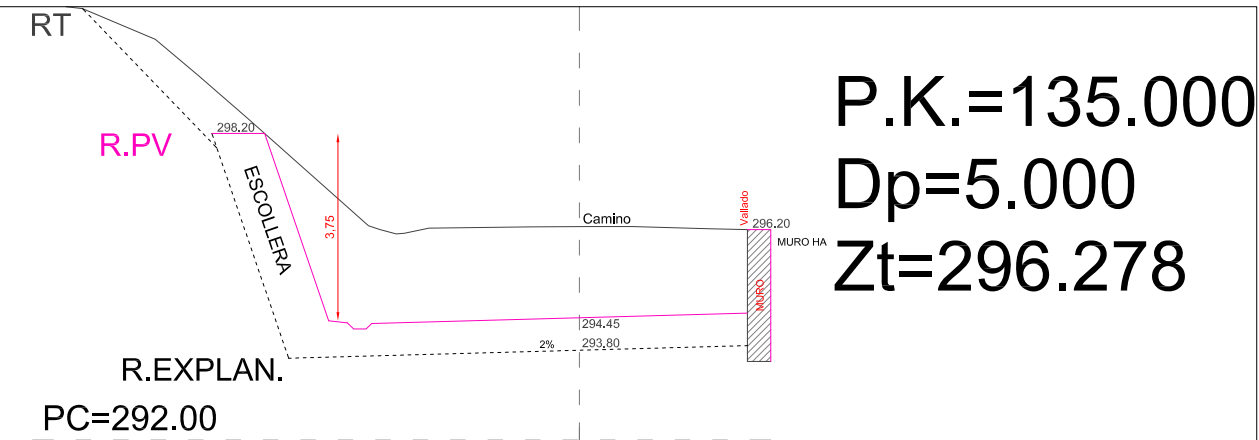 RT
P.K.=135.000
298.20
R.PV
ESCOLLERA
Dp=5.000
3,75
Camino
Vallado
296.20
MURO HA
Zt=296.278
MURO
294.45
2%
293.80
R.EXPLAN.
PC=292.00